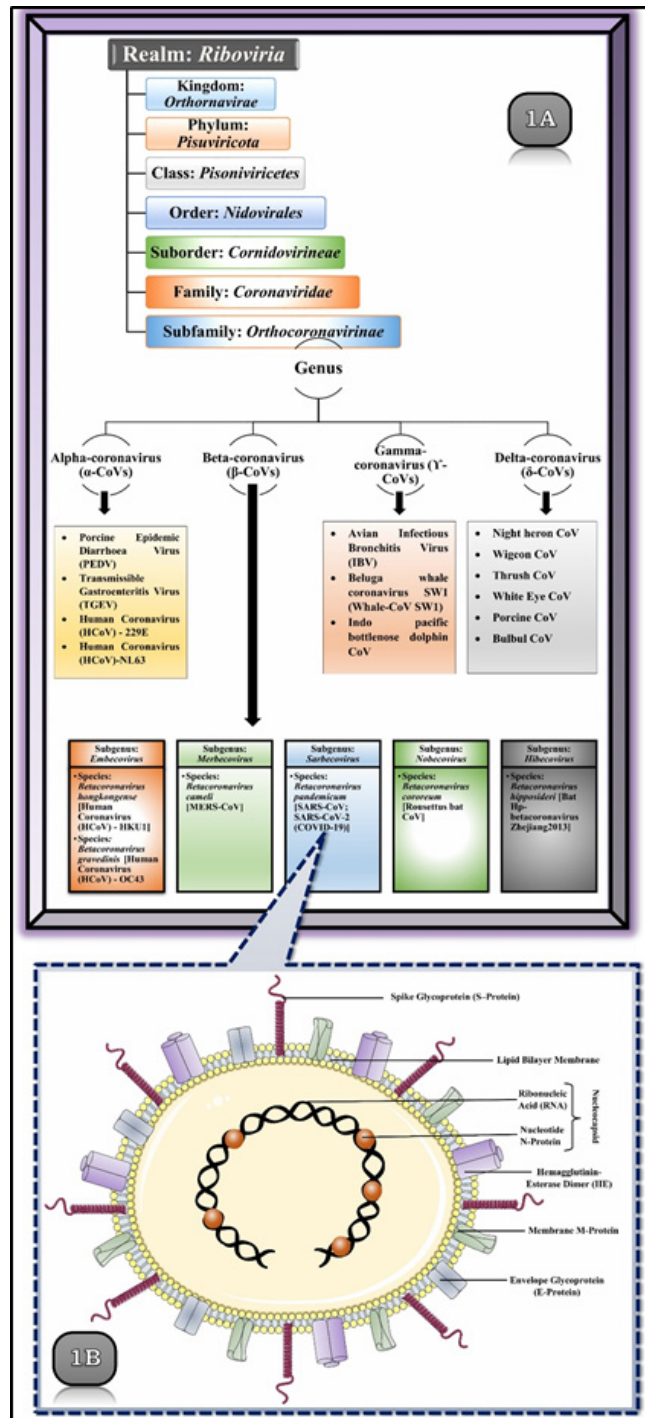 Realm: Riboviria
1A
Kingdom:
Orthornavirae
Phylum:
Pisuviricota
Class: Pisoniviricetes
Order: Nidovirales
Suborder: Cornidovirineae
Family: Coronaviridae
Subfamily: Orthocoronavirinae
Genus
Alpha-coronavirus
(α-CoVs)
Beta-coronavirus
(β-CoVs)
Gamma-
coronavirus (ϒ-
CoVs)
Delta-coronavirus
(δ-CoVs)
• Porcine Epidemic
Diarrhoea Virus
(PEDV)
• Transmissible
Gastroenteritis Virus
(TGEV)
• Human Coronavirus
(HCoV) - 229E
• Human Coronavirus
(HCoV)-NL63
• Avian Infectious
Bronchitis Virus
(IBV)
• Beluga whale
coronavirus SW1
(Whale-CoV SW1)
• Indo pacific
bottlenose dolphin
CoV
• Night heron CoV
• Wigeon CoV
• Thrush CoV
• White Eye CoV
• Porcine CoV
• Bulbul CoV
Subgenus:
Embecovirus
•Species:
Betacoronavirus
hongkongense
[Human
Coronavirus
(HCoV) - HKU1]
•Species:
Betacoronavirus
gravedinis [Human
Coronavirus
(HCoV) - OC43
Subgenus:
Merbecovirus
•Species:
Betacoronavirus
cameli
[MERS-CoV]
Subgenus:
Sarbecovirus
•Species:
Betacoronavirus
pandemicum
[SARS-CoV;
SARS-CoV-2
(COVID-19)]
Subgenus:
Nobecovirus
•Species:
Betacoronavirus
cororeum
[Rousettus bat
CoV]
Subgenus:
Hibecovirus
•Species:
Betacoronavirus
hipposideri [Bat
Hp-
betacoronavirus
Zhejiang2013]
Spike Glycoprotein (S-Protein)
Lipid Bilayer Membrane
Ribonucleic
Acid (RNA)
Nucleotide
N-Protein
Nucleocapsid
Hemagglutinin-
Esterase Dimer (HE)
Membrane M-Protein
Envelope Glycoprotein
(E-Protein)
1B